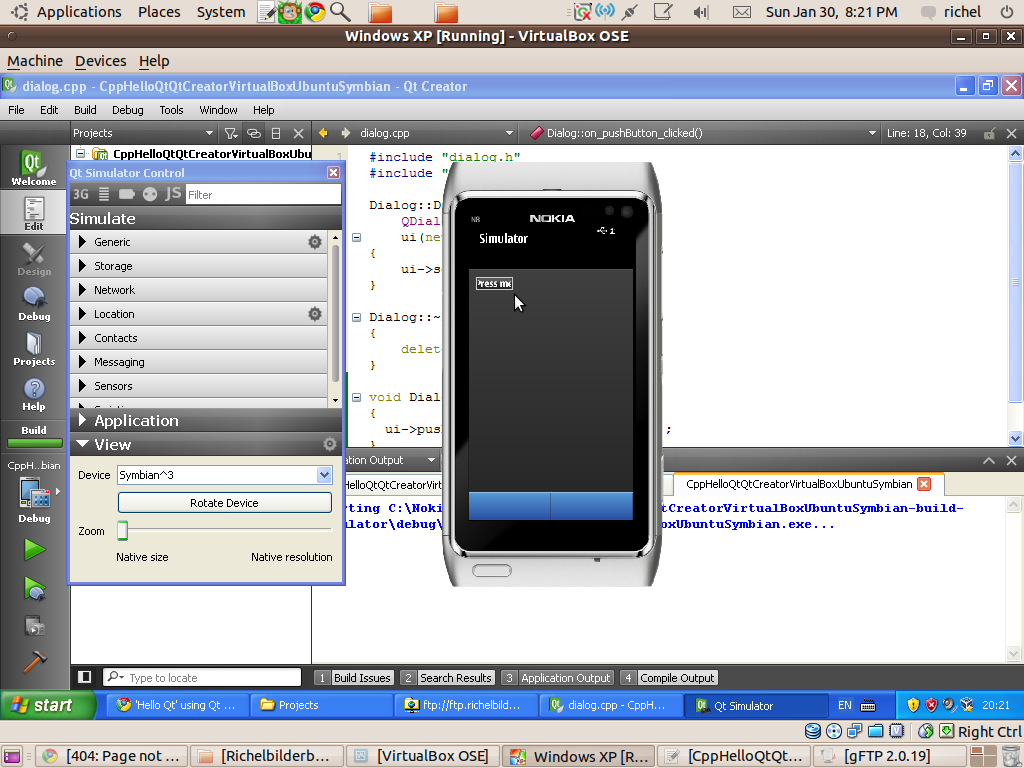 Applications Places System Sun Jan 30, 8:21 PM richel
Windows XP [Running] - VirtualBox OSE
Machine Devices Help
dialog.cpp - CppHelloQtQtCreatorVirtualBoxUbuntuSymbian - Qt Creator
File Edit Build Debug Tools Window Help
Projects dialog.cpp Dialog::on_pushButton_clicked() Line: 18, Col: 39
Qt
Welcome
Edit
Design
Debug
Projects
Help
Build
CppH..bian
Debug
CppHelloQtQtCreatorVirtualBoxUbu
Qt Simulator Control
3G JS Filter
Simulate
Generic
Storage
Network
Location
Contacts
Messaging
Sensors
Application
View
Device Symbian^3
Rotate Device
Zoom
Native size Native resolution
1
#include "dialog.h"
#include "
Dialog::D
QDial
ui(ne
{
ui->s
}
Dialog::~
{
delet
}
void Dial
{
ui->pus ;
}
N8 NOKIA
Simulator 1
Press me
ation Output
HelloQtQtCreatorVirt CppHelloQtQtCreatorVirtualBoxUbuntuSymbian
rting C:\Noki tCreatorVirtualBoxUbuntuSymbian-build-
ulator\debug\ oxUbuntuSymbian.exe...
Type to locate 1 Build Issues 2 Search Results 3 Application Output 4 Compile Output
start 'Hello Qt' using Qt ... Projects ftp://ftp.richelbild... dialog.cpp - CppH... Qt Simulator EN 20:21
Right Ctrl
[404: Page not ... [Richelbilderb... [VirtualBox OSE] Windows XP [R... [CppHelloQtQt... [gFTP 2.0.19]